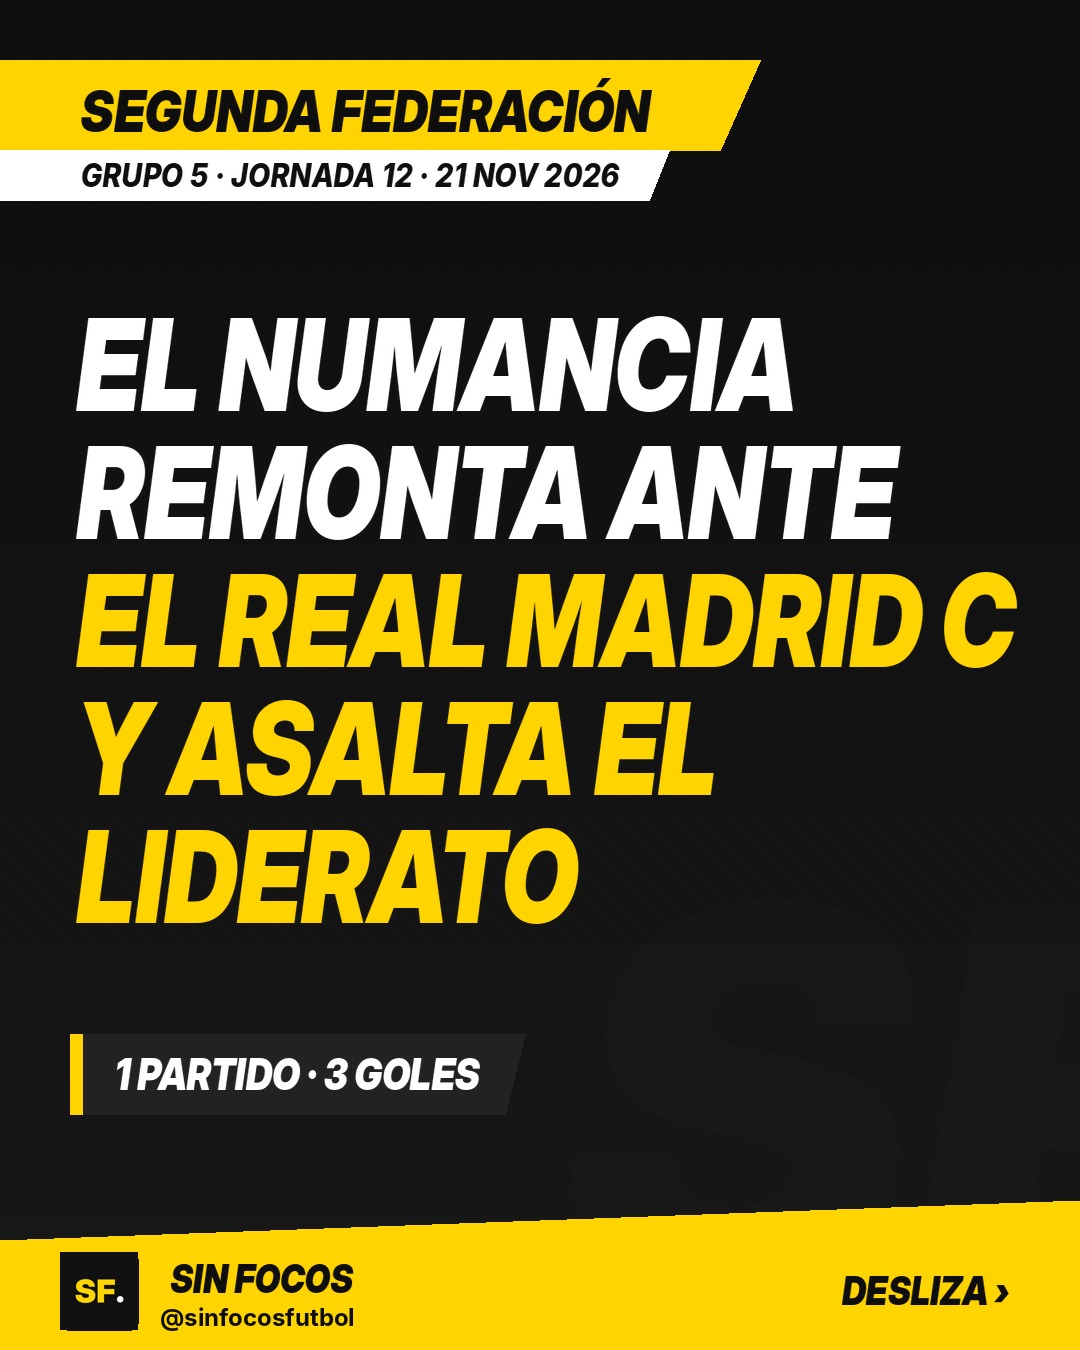 SEGUNDA FEDERACIÓN
GRUPO 5 · JORNADA 12 · 21 NOV 2026
EL NUMANCIA
REMONTA ANTE
EL REAL MADRID C
Y ASALTA EL
LIDERATO
1 PARTIDO · 3 GOLES
SF
SF.
SIN FOCOS
@sinfocosfutbol
DESLIZA ›